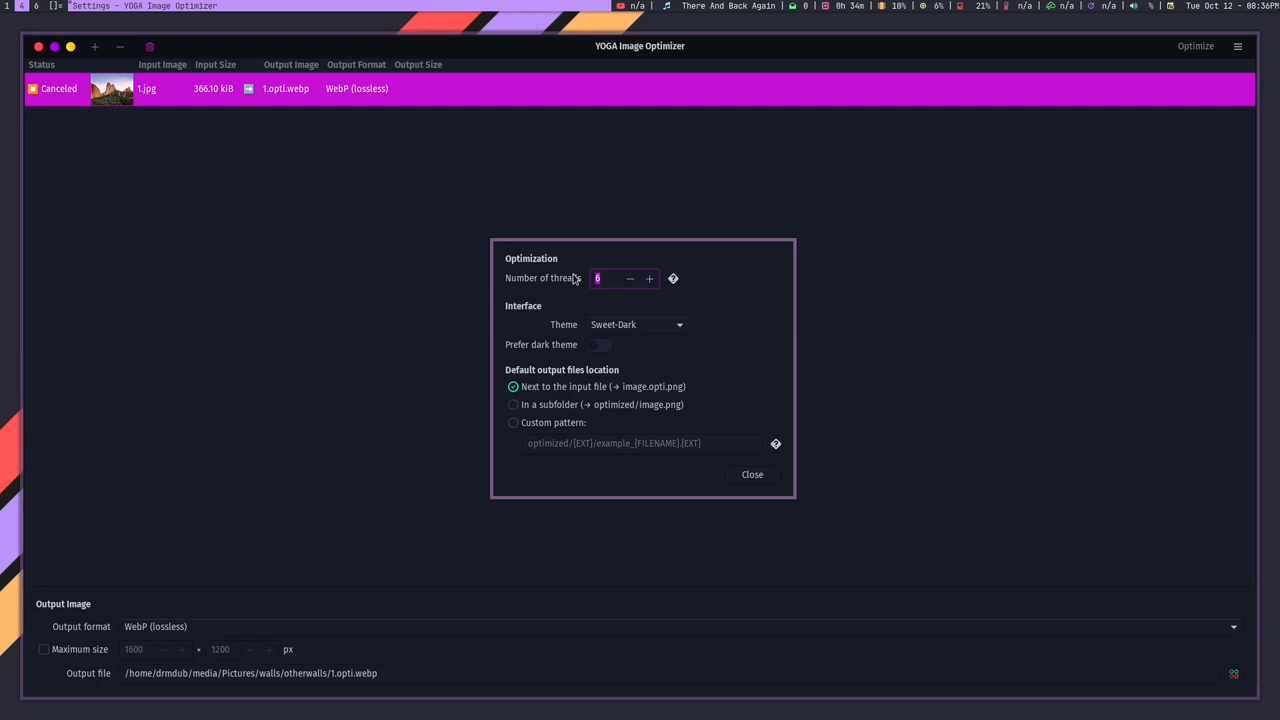 1 4 6 []= Settings - YOGA Image Optimizer n/a | There And Back Again | 0 | 0h 34m | 10% | 6% | 21% | n/a | n/a | n/a | % | Tue Oct 12 - 08:36PM
YOGA Image Optimizer
Optimize
Status Input Image Input Size Output Image Output Format Output Size
Canceled 1.jpg 366.10 kiB 1.opti.webp WebP (lossless)
Optimization
Number of threads 6 − +
Interface
Theme Sweet-Dark
Prefer dark theme
Default output files location
Next to the input file (→ image.opti.png)
In a subfolder (→ optimized/image.png)
Custom pattern:
optimized/{EXT}/example_{FILENAME}.{EXT}
Close
Output Image
Output format WebP (lossless)
Maximum size 1600 − + × 1200 − + px
Output file /home/drmdub/media/Pictures/walls/otherwalls/1.opti.webp